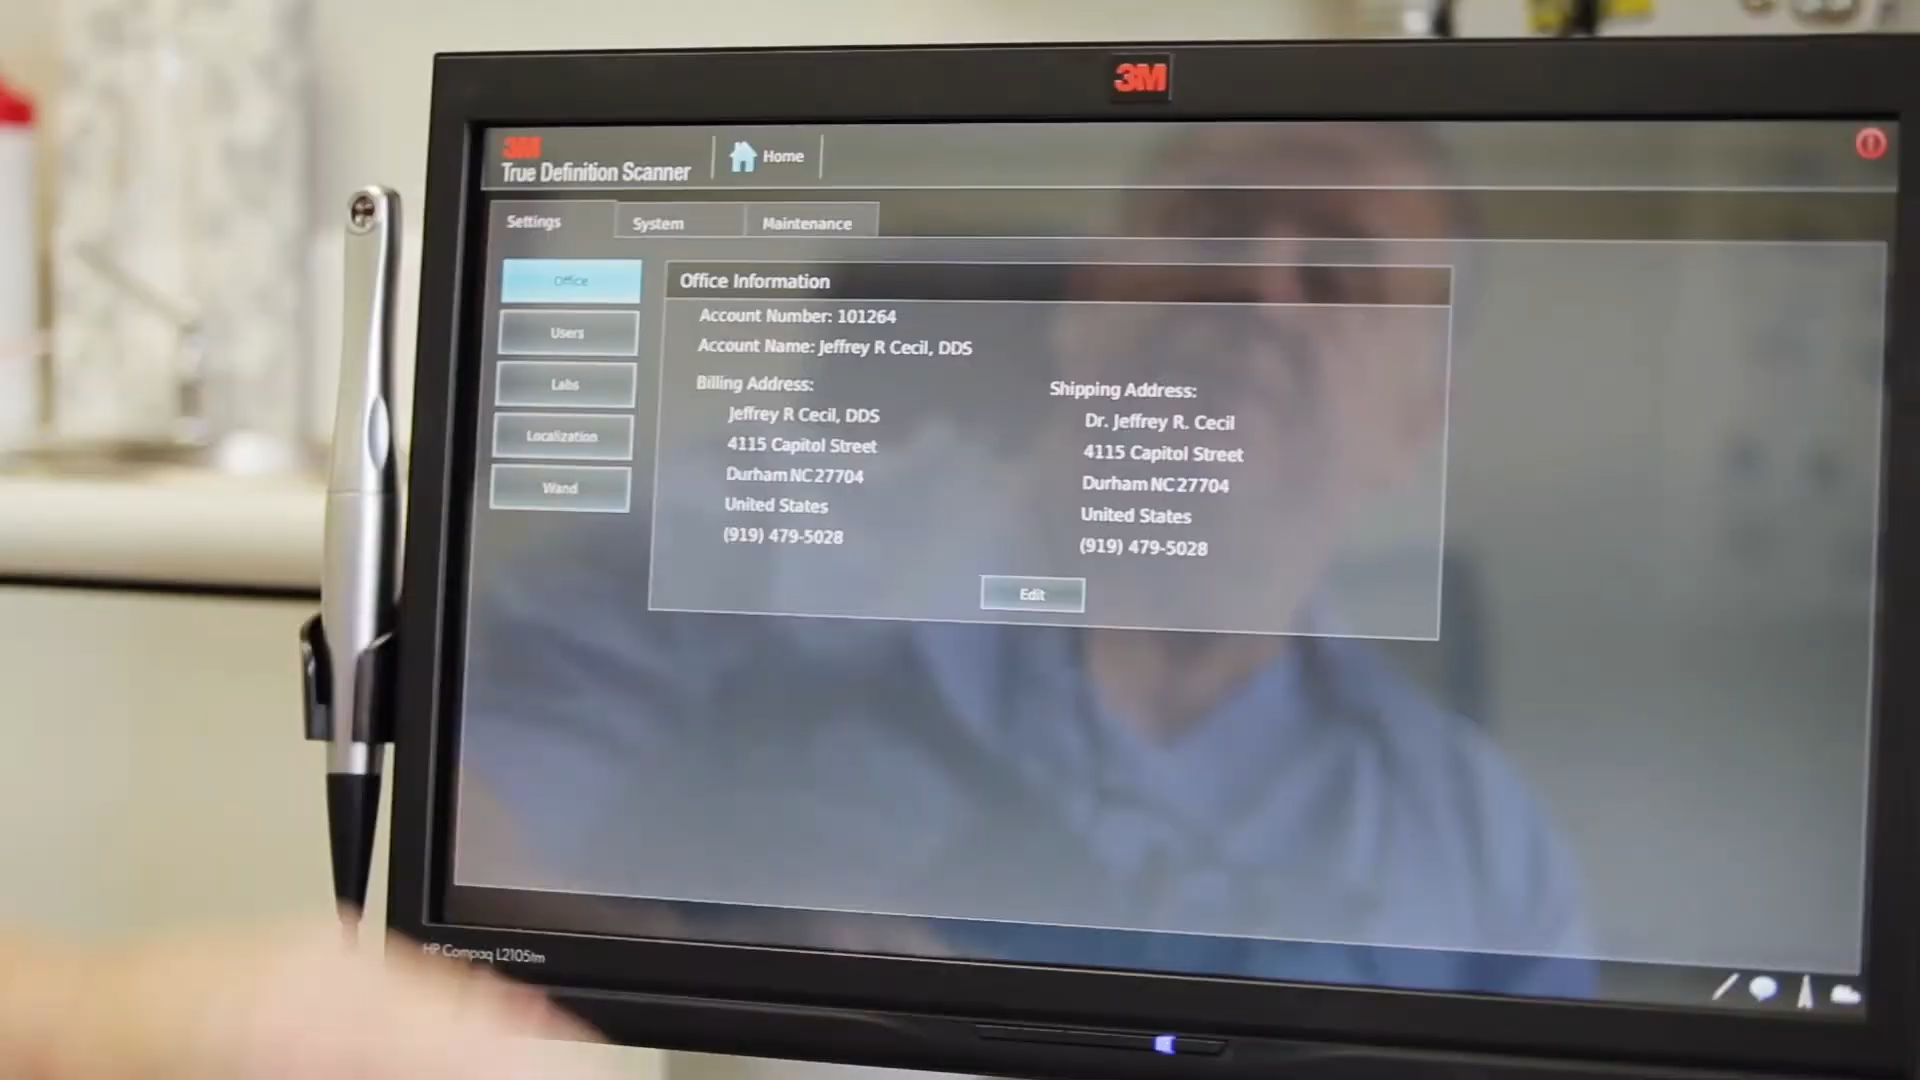 3M
3M
True Definition Scanner
Home
Settings
System
Maintenance
Office
Users
Labs
Localization
Wand
Office Information
Account Number: 101264
Account Name: Jeffrey R Cecil, DDS
Billing Address:
Jeffrey R Cecil, DDS
4115 Capitol Street
Durham NC 27704
United States
(919) 479-5028
Shipping Address:
Dr. Jeffrey R. Cecil
4115 Capitol Street
Durham NC 27704
United States
(919) 479-5028
Edit
HP Compaq L2105tm